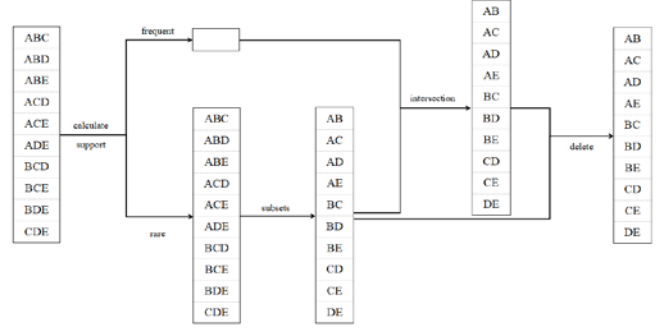 ABC
ABD
ABE
ACD
ACE
ADE
BCD
BCE
BDE
CDE
calculate
support
frequent
rare
ABC
ABD
ABE
ACD
ACE
ADE
BCD
BCE
BDE
CDE
subsets
AB
AC
AD
AE
BC
BD
BE
CD
CE
DE
intersection
AB
AC
AD
AE
BC
BD
BE
CD
CE
DE
delete
AB
AC
AD
AE
BC
BD
BE
CD
CE
DE